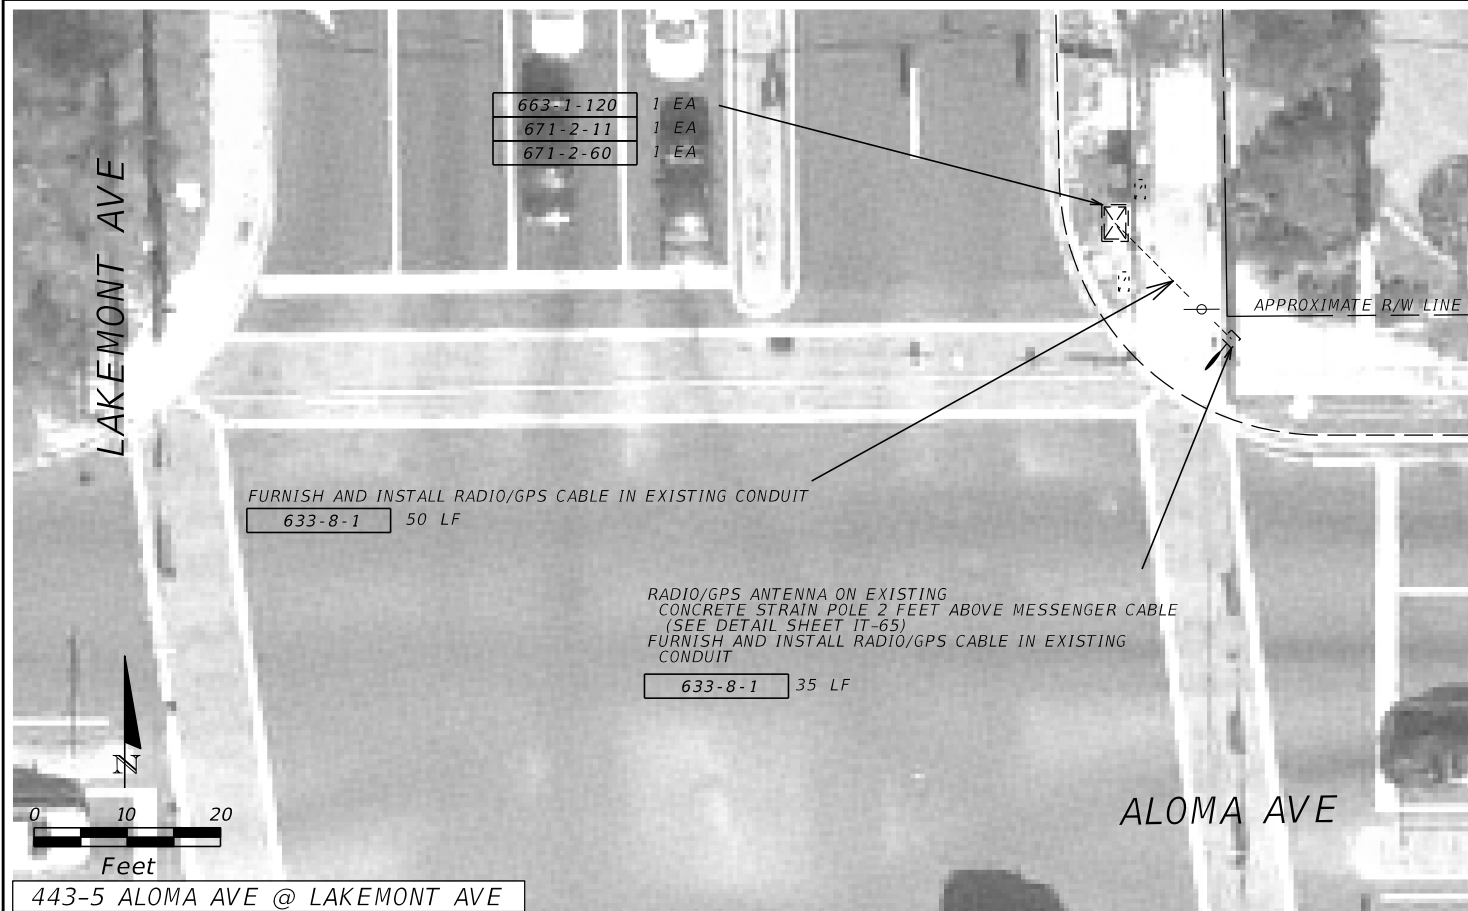 663-1-120 1 EA
671-2-11 1 EA
671-2-60 1 EA
LAKEMONT AVE
APPROXIMATE R/W LINE
FURNISH AND INSTALL RADIO/GPS CABLE IN EXISTING CONDUIT
633-8-1 50 LF
RADIO/GPS ANTENNA ON EXISTING
CONCRETE STRAIN POLE 2 FEET ABOVE MESSENGER CABLE
(SEE DETAIL SHEET IT-65)
FURNISH AND INSTALL RADIO/GPS CABLE IN EXISTING
CONDUIT
633-8-1 35 LF
N
0 10 20
Feet
ALOMA AVE
443-5 ALOMA AVE @ LAKEMONT AVE